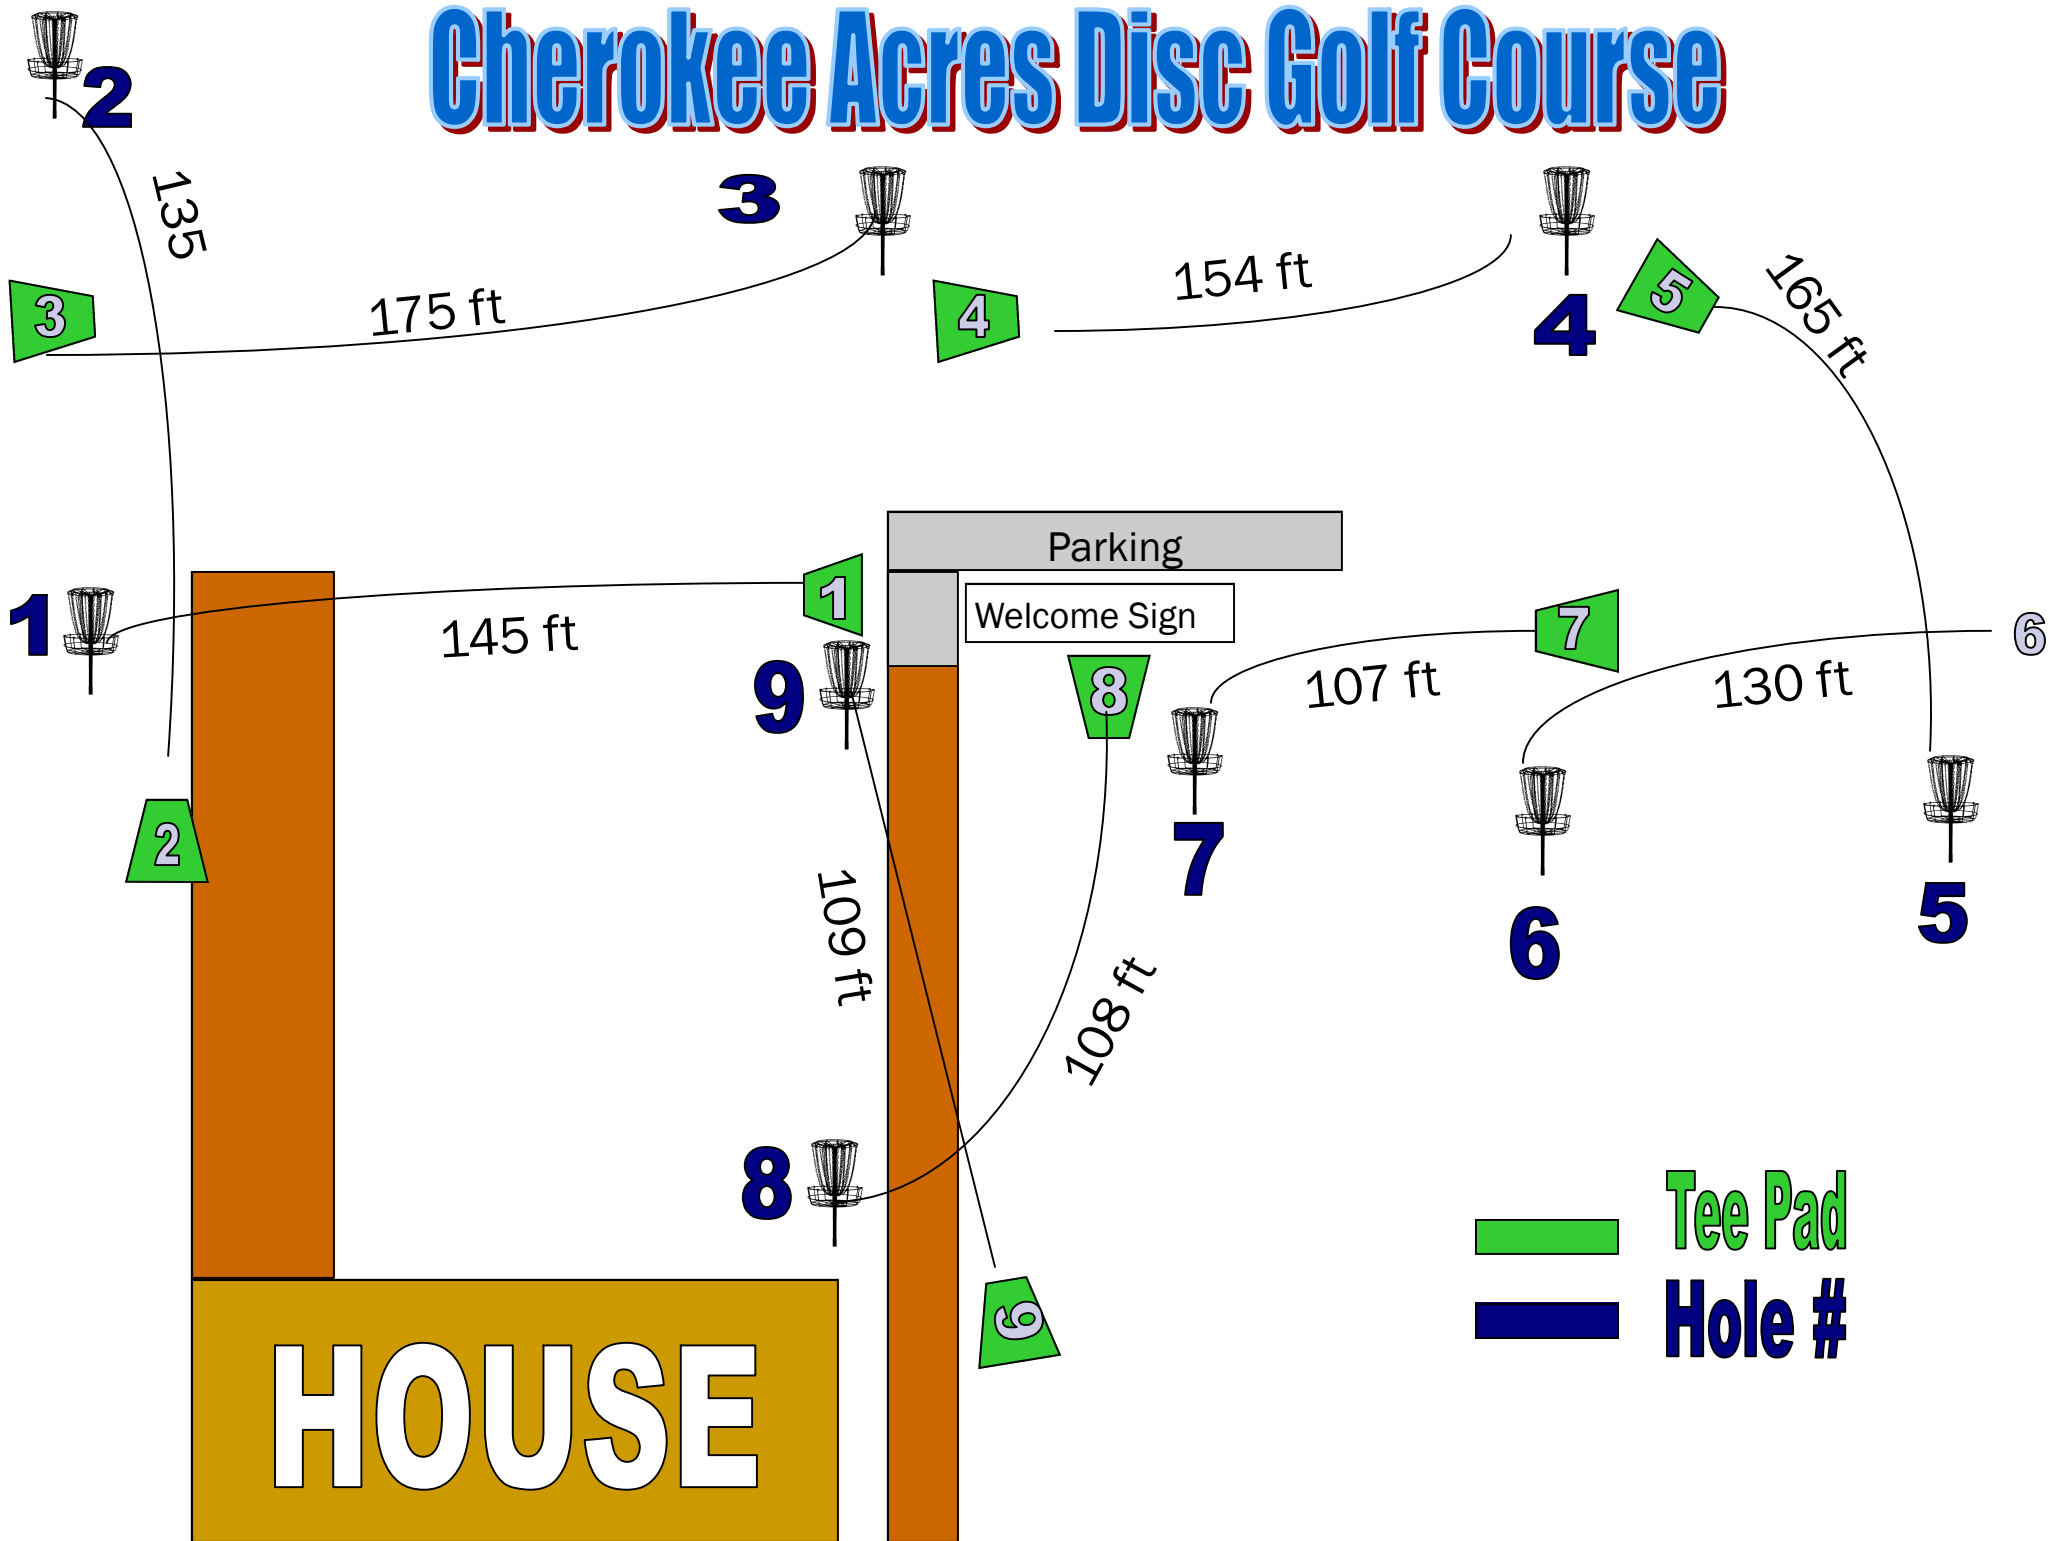 Cherokee Acres Disc Golf Course
2
135
3
3
175 ft
4
154 ft
4
5
165 ft
Parking
Welcome Sign
1
145 ft
1
9
8
7
107 ft
7
130 ft
6
2
109 ft
108 ft
7
6
5
8
9
HOUSE
Tee Pad
Hole #